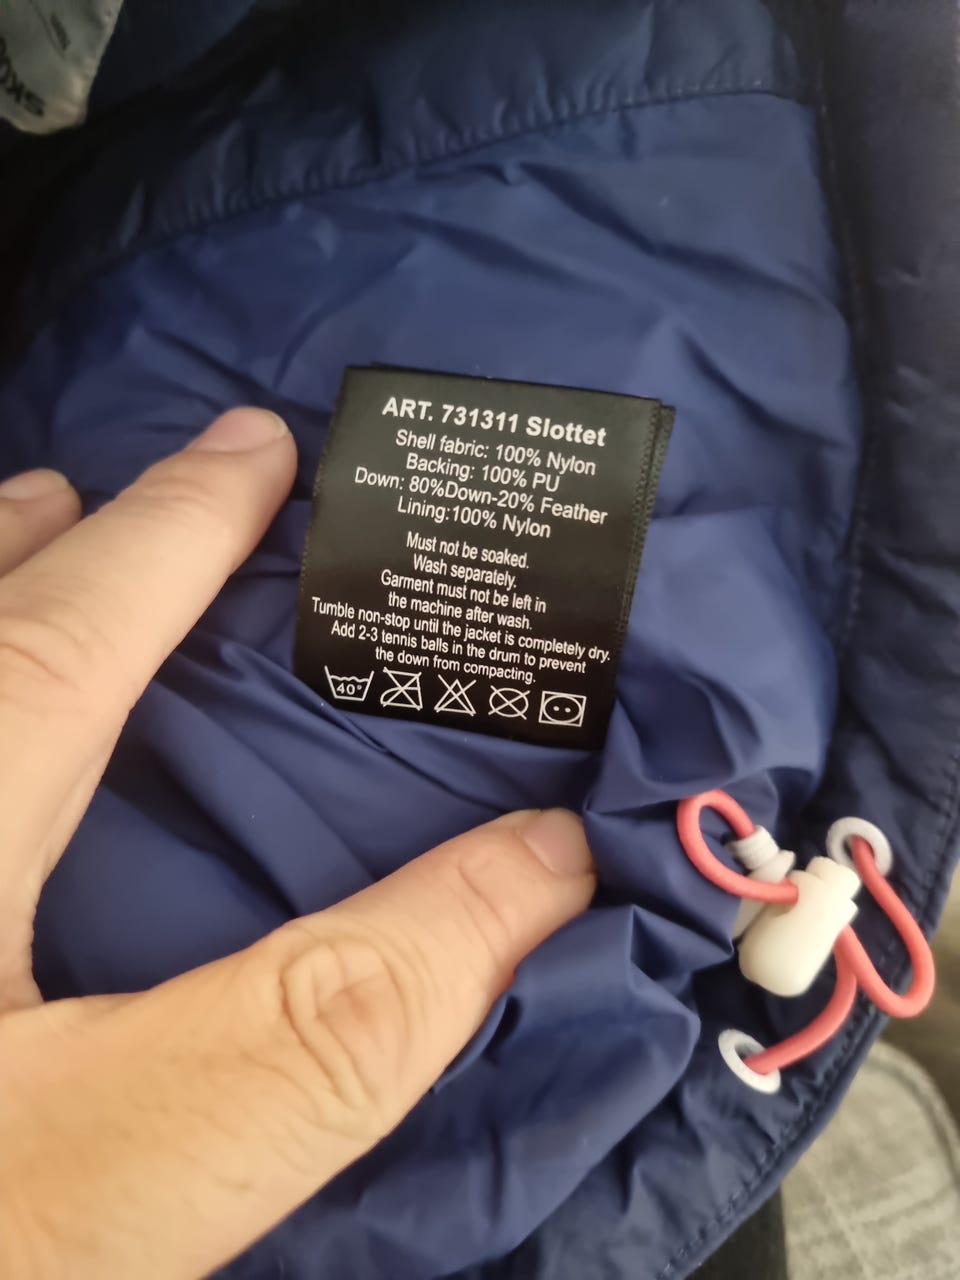 ART. 731311 Slottet
Shell fabric: 100% Nylon
Backing: 100% PU
Down: 80%Down-20% Feather
Lining:100% Nylon
Must not be soaked.
Wash separately.
Garment must not be left in
the machine after wash.
Tumble non-stop until the jacket is completely dry.
Add 2-3 tennis balls in the drum to prevent
the down from compacting.
40°